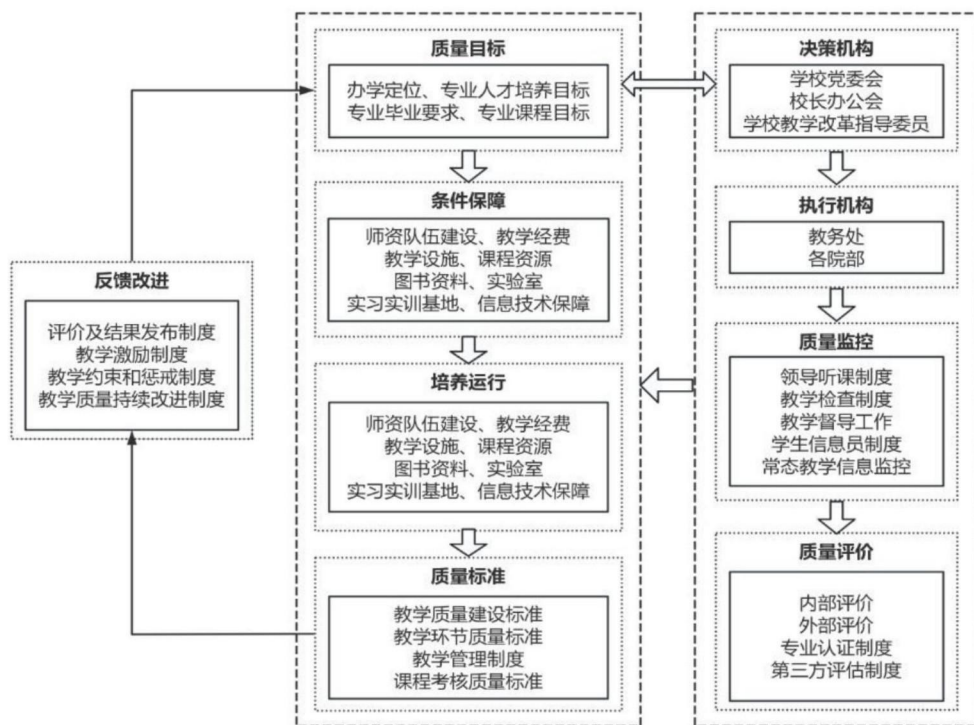 质量目标
办学定位、专业人才培养目标
专业毕业要求、专业课程目标
条件保障
师资队伍建设、教学经费
教学设施、课程资源
图书资料、实验室
实习实训基地、信息技术保障
培养运行
师资队伍建设、教学经费
教学设施、课程资源
图书资料、实验室
实习实训基地、信息技术保障
质量标准
教学质量建设标准
教学环节质量标准
教学管理制度
课程考核质量标准
反馈改进
评价及结果发布制度
教学激励制度
教学约束和惩戒制度
教学质量持续改进制度
决策机构
学校党委会
校长办公会
学校教学改革指导委员
执行机构
教务处
各院部
质量监控
领导听课制度
教学检查制度
教学督导工作
学生信息员制度
常态教学信息监控
质量评价
内部评价
外部评价
专业认证制度
第三方评估制度